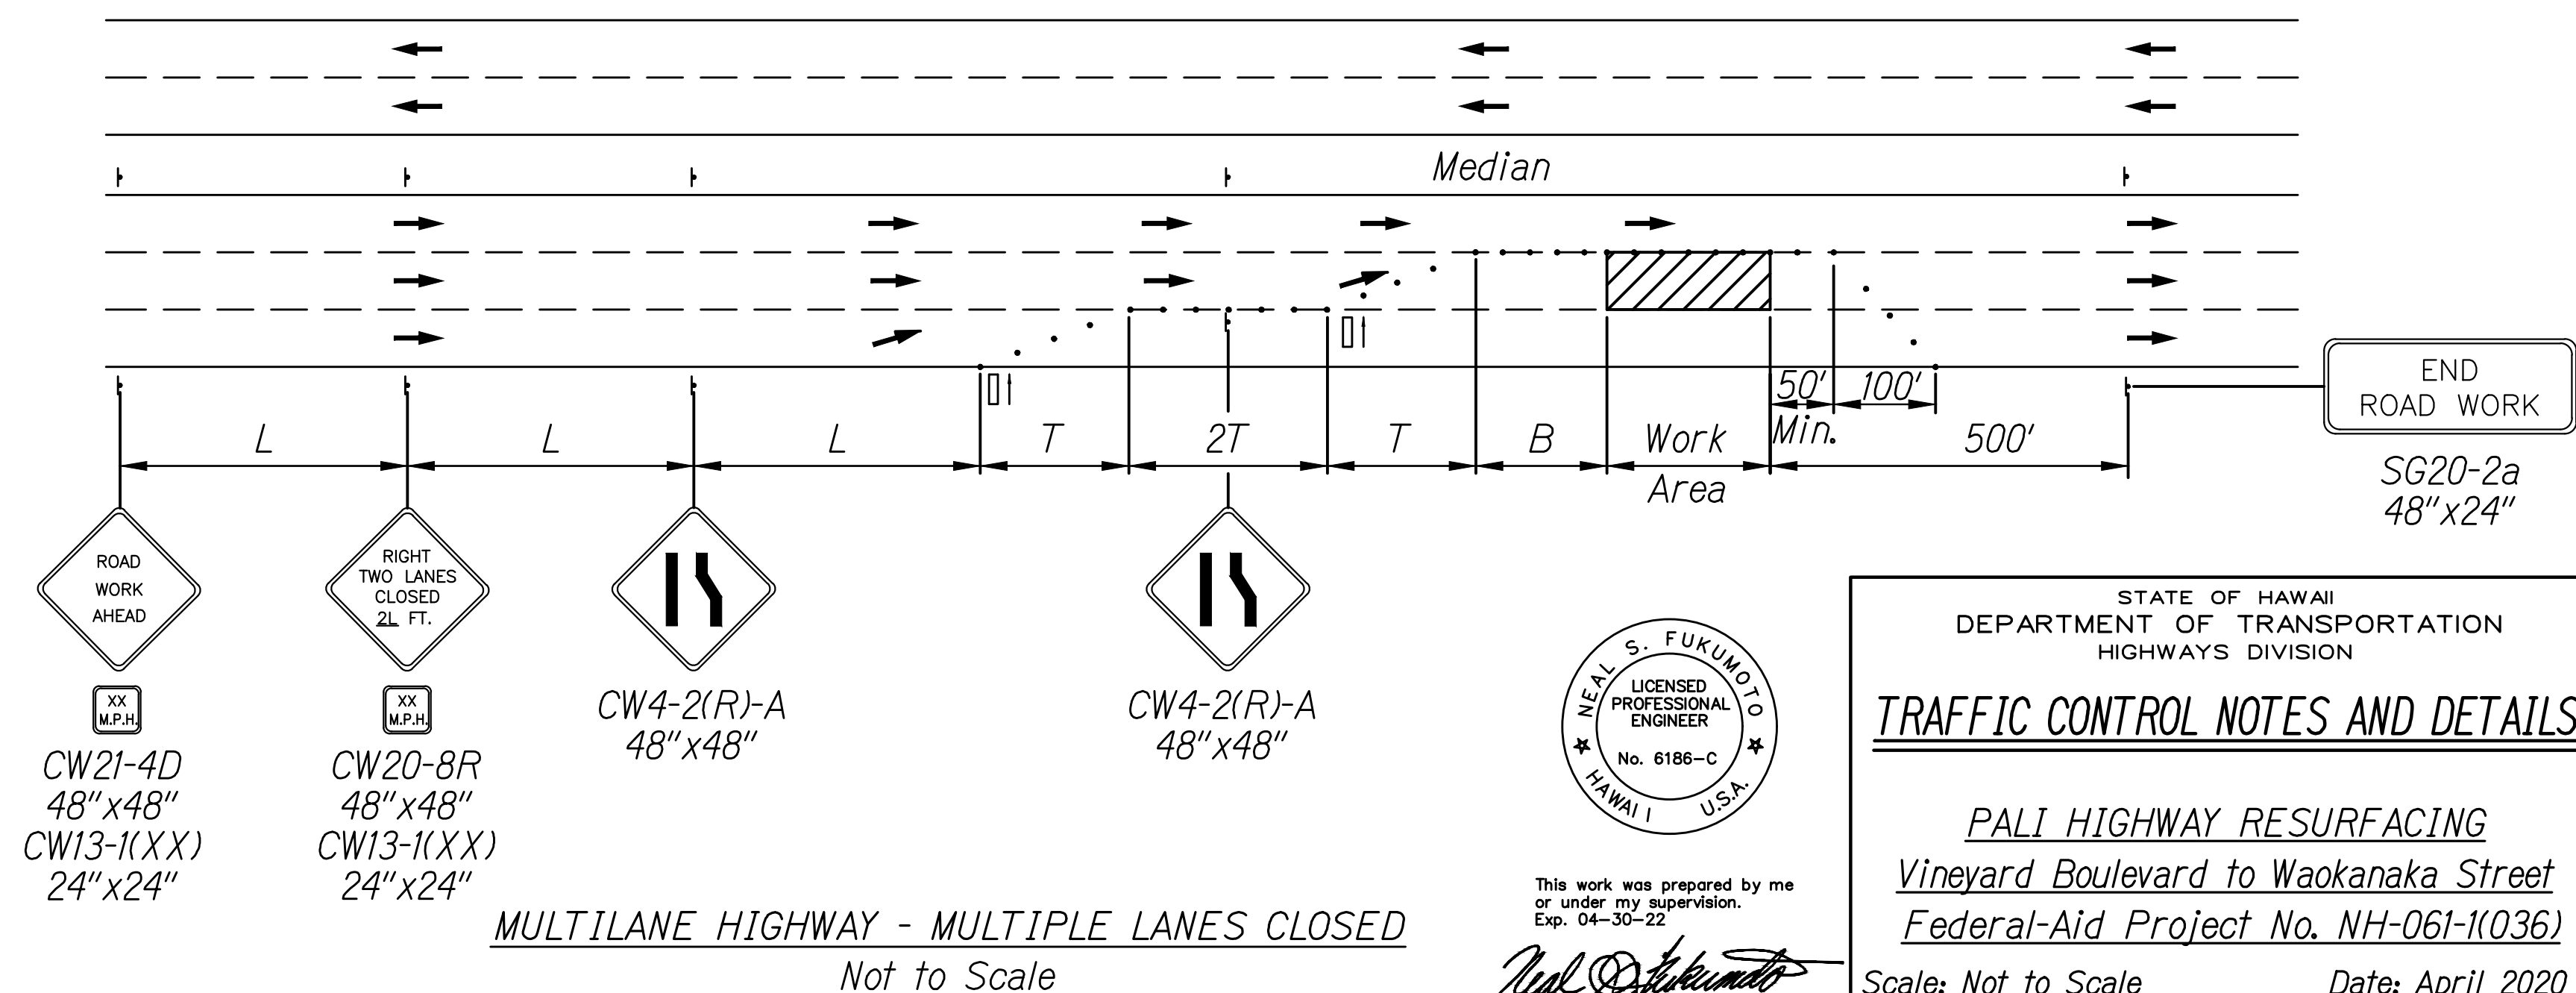 Median
L
L
L
T
2T
T
B
Work
Area
50'
Min.
100'
500'
END
ROAD WORK
SG20-2a
48"x24"
ROAD
WORK
AHEAD
XX
M.P.H.
CW21-4D
48"x48"
CW13-1(XX)
24"x24"
RIGHT
TWO LANES
CLOSED
2L FT.
XX
M.P.H.
CW20-8R
48"x48"
CW13-1(XX)
24"x24"
CW4-2(R)-A
48"x48"
CW4-2(R)-A
48"x48"
MULTILANE HIGHWAY - MULTIPLE LANES CLOSED
Not to Scale
NEAL S. FUKUMOTO
LICENSED
PROFESSIONAL
ENGINEER
No. 6186-C
HAWAII U.S.A.
This work was prepared by me
or under my supervision.
Exp. 04-30-22
Neal S Fukumoto
STATE OF HAWAII
DEPARTMENT OF TRANSPORTATION
HIGHWAYS DIVISION
TRAFFIC CONTROL NOTES AND DETAILS
PALI HIGHWAY RESURFACING
Vineyard Boulevard to Waokanaka Street
Federal-Aid Project No. NH-061-1(036)
Scale: Not to Scale Date: April 2020